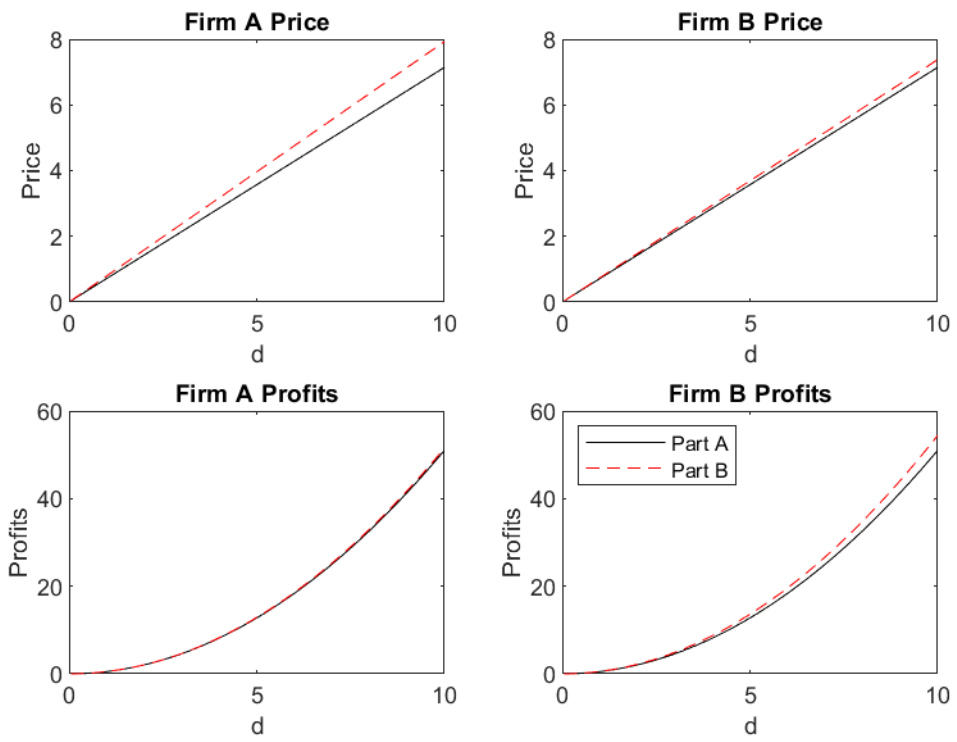 Firm A Price
8
6
4
2
0
Price
0 5 10
d
Firm B Price
8
6
4
2
0
Price
0 5 10
d
Firm A Profits
60
40
20
0
Profits
0 5 10
d
Firm B Profits
60
40
20
0
Profits
Part A
Part B
0 5 10
d